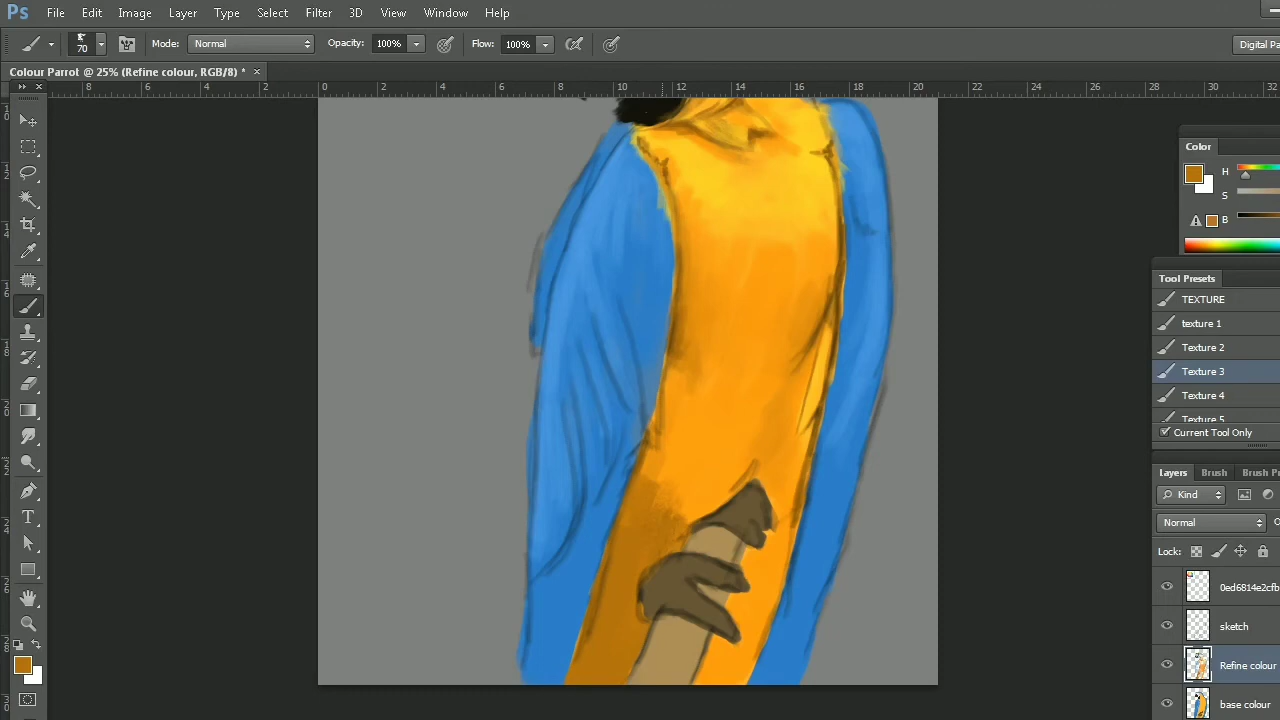 Ps File Edit Image Layer Type Select Filter 3D View Window Help
70 Mode: Normal Opacity: 100% Flow: 100% Digital Pa
Colour Parrot @ 25% (Refine colour, RGB/8) * ×
8 6 4 2 0 2 4 6 8 10 12 14 16 18 20 22 24 26 28 30 32
Color
H
S
B
Tool Presets
TEXTURE
texture 1
Texture 2
Texture 3
Texture 4
Texture 5
Current Tool Only
Layers Brush Brush Pr
Kind
Normal
Lock:
0ed6814e2cfb
sketch
Refine colour
base colour